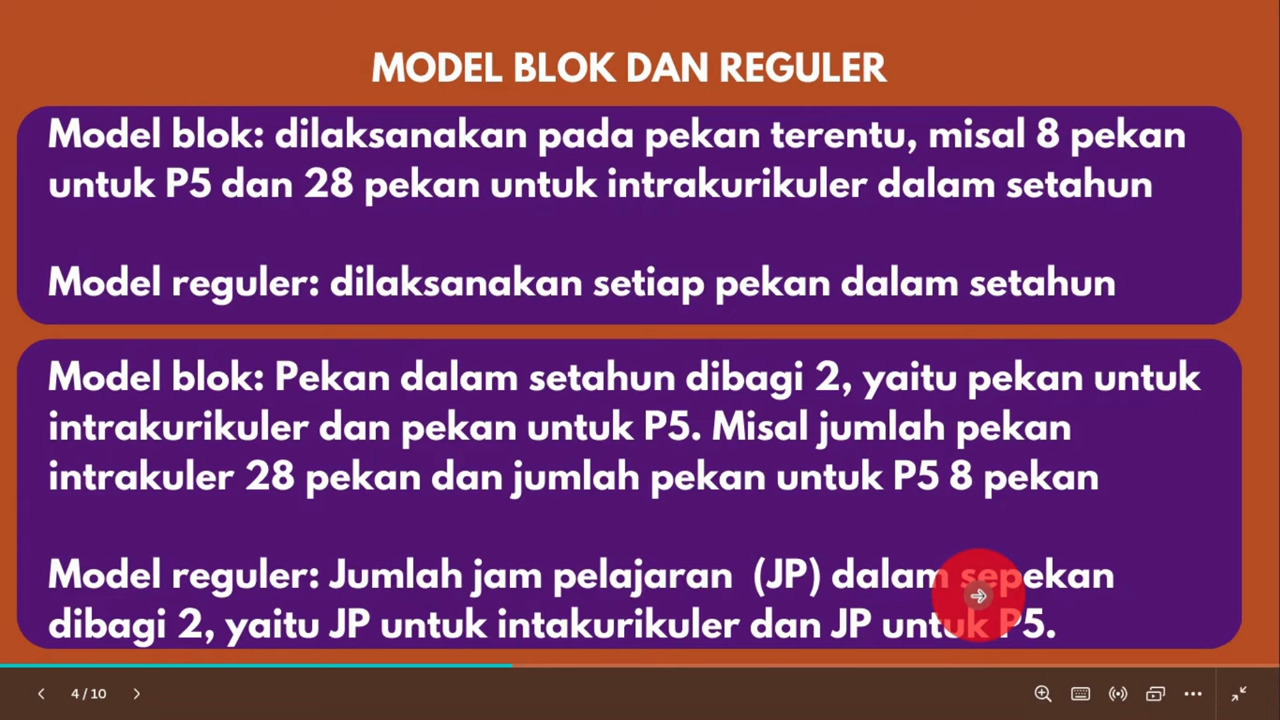 MODEL BLOK DAN REGULER
Model blok: dilaksanakan pada pekan terentu, misal 8 pekan
untuk P5 dan 28 pekan untuk intrakurikuler dalam setahun
Model reguler: dilaksanakan setiap pekan dalam setahun
Model blok: Pekan dalam setahun dibagi 2, yaitu pekan untuk
intrakurikuler dan pekan untuk P5. Misal jumlah pekan
intrakuler 28 pekan dan jumlah pekan untuk P5 8 pekan
Model reguler: Jumlah jam pelajaran (JP) dalam sepekan
dibagi 2, yaitu JP untuk intakurikuler dan JP untuk P5.
4 / 10